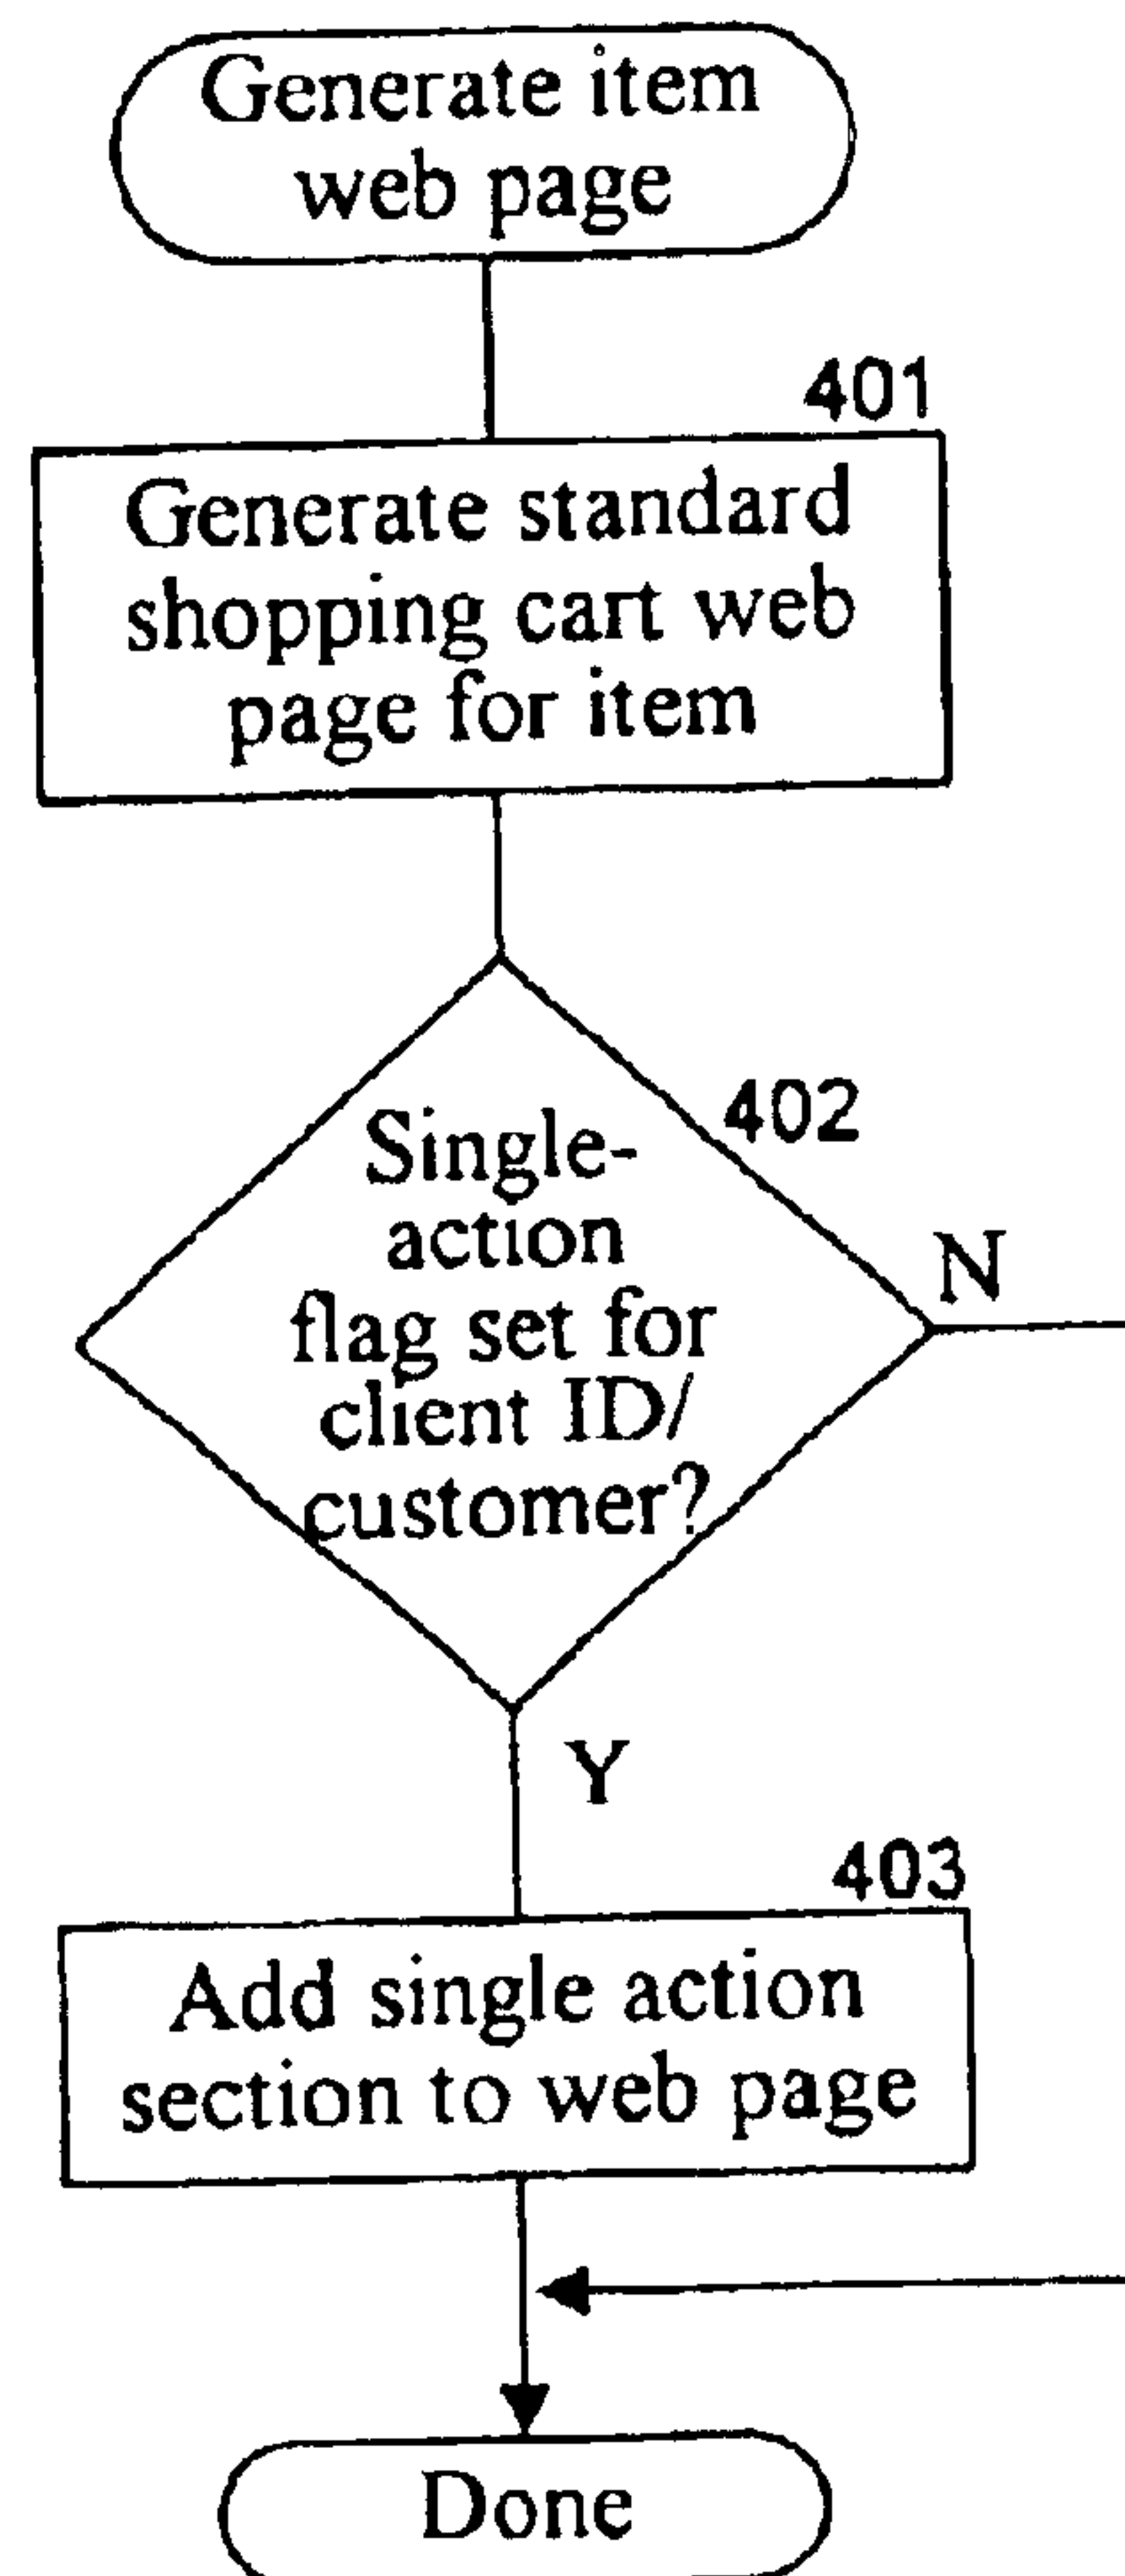 Generate item
web page
401
Generate standard
shopping cart web
page for item
402
Single-
action
flag set for
client ID/
customer?
N
Y
403
Add single action
section to web page
Done